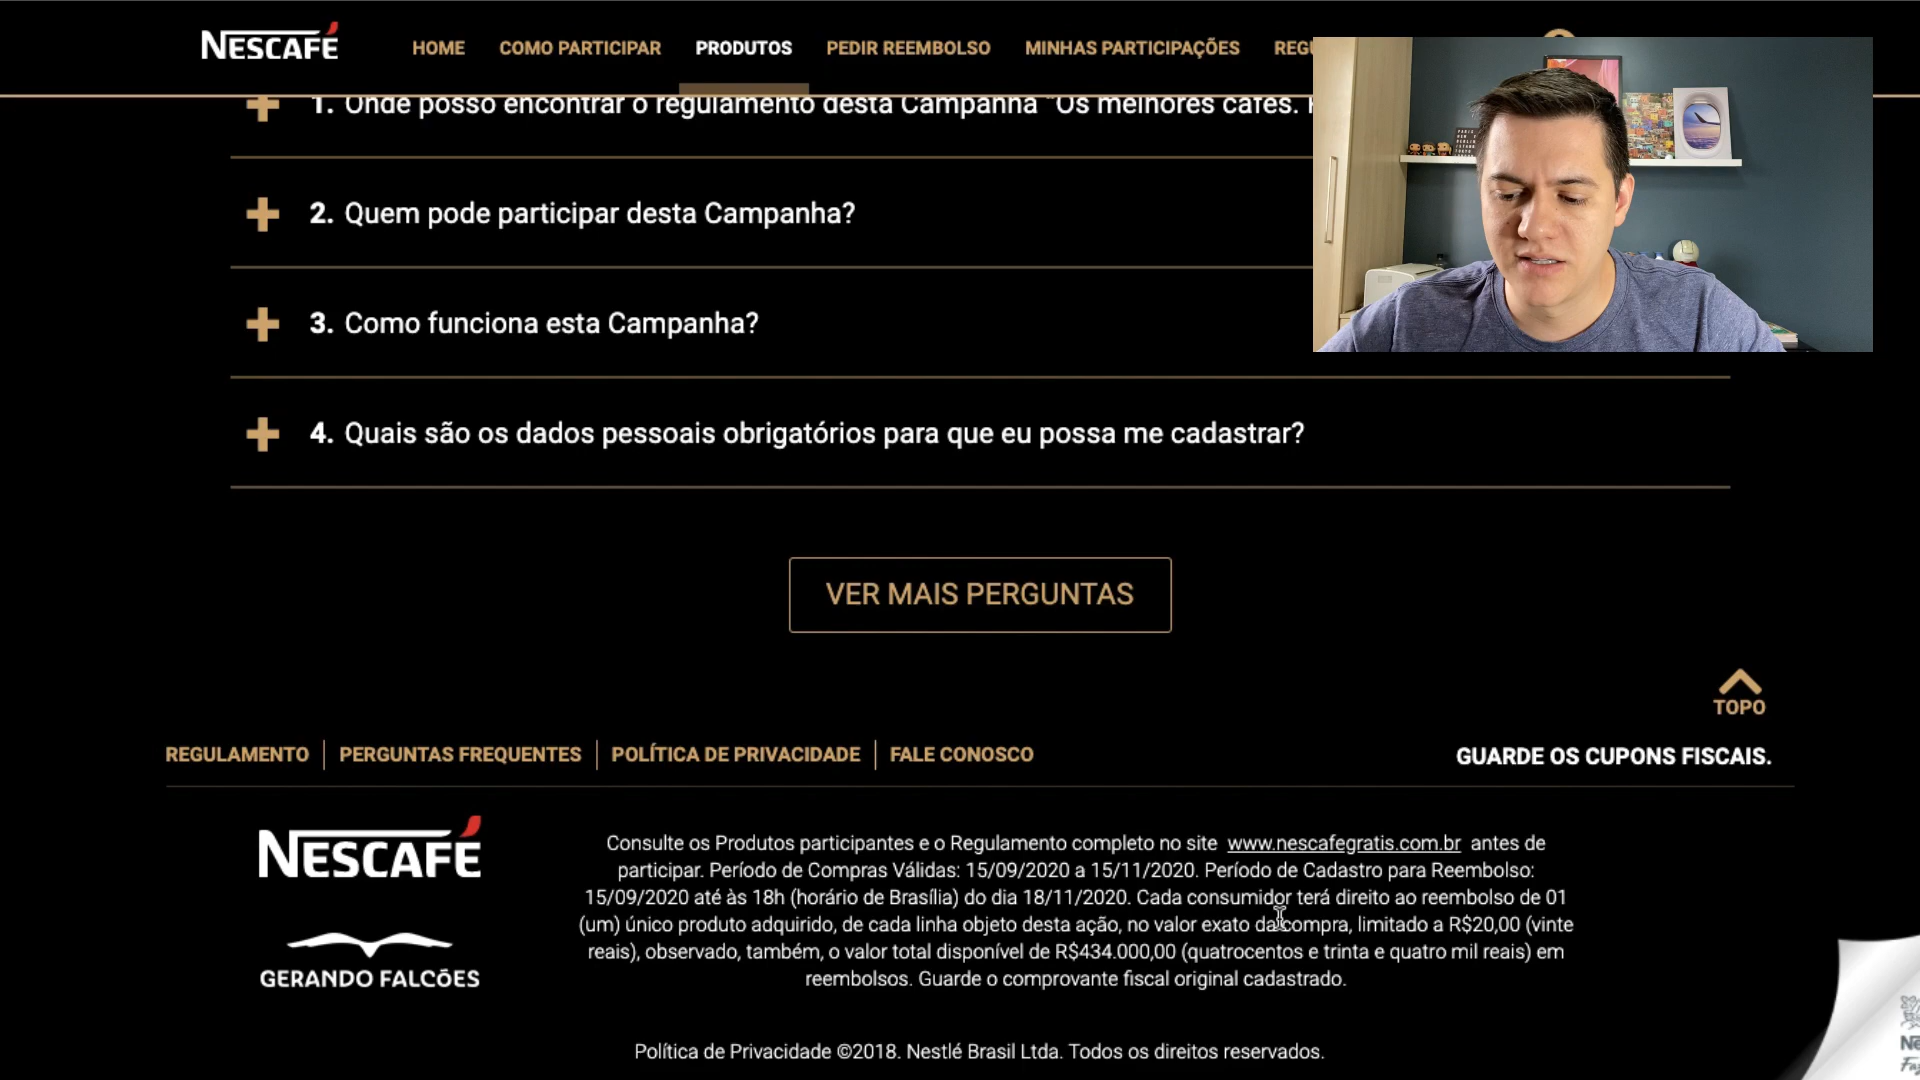 NESCAFÉ
HOME COMO PARTICIPAR PRODUTOS PEDIR REEMBOLSO MINHAS PARTICIPAÇÕES
1. Onde posso encontrar o regulamento desta Campanha "Os melhores cafés.
2. Quem pode participar desta Campanha?
3. Como funciona esta Campanha?
4. Quais são os dados pessoais obrigatórios para que eu possa me cadastrar?
VER MAIS PERGUNTAS
TOPO
REGULAMENTO PERGUNTAS FREQUENTES POLÍTICA DE PRIVACIDADE FALE CONOSCO
GUARDE OS CUPONS FISCAIS.
NESCAFÉ
GERANDO FALCÕES
Consulte os Produtos participantes e o Regulamento completo no site www.nescafegratis.com.br antes de
participar. Período de Compras Válidas: 15/09/2020 a 15/11/2020. Período de Cadastro para Reembolso:
15/09/2020 até às 18h (horário de Brasília) do dia 18/11/2020. Cada consumidor terá direito ao reembolso de 01
(um) único produto adquirido, de cada linha objeto desta ação, no valor exato da compra, limitado a R$20,00 (vinte
reais), observado, também, o valor total disponível de R$434.000,00 (quatrocentos e trinta e quatro mil reais) em
reembolsos. Guarde o comprovante fiscal original cadastrado.
Política de Privacidade ©2018. Nestlé Brasil Ltda. Todos os direitos reservados.